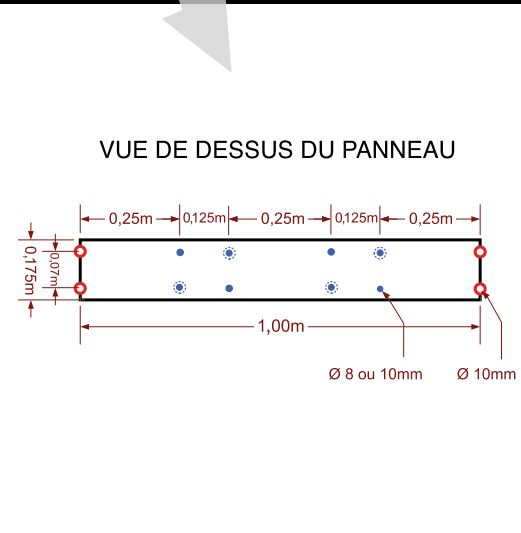 VUE DE DESSUS DU PANNEAU
0,25m 0,125m 0,25m 0,125m 0,25m
0,175m
0,07m
1,00m
Ø 8 ou 10mm Ø 10mm